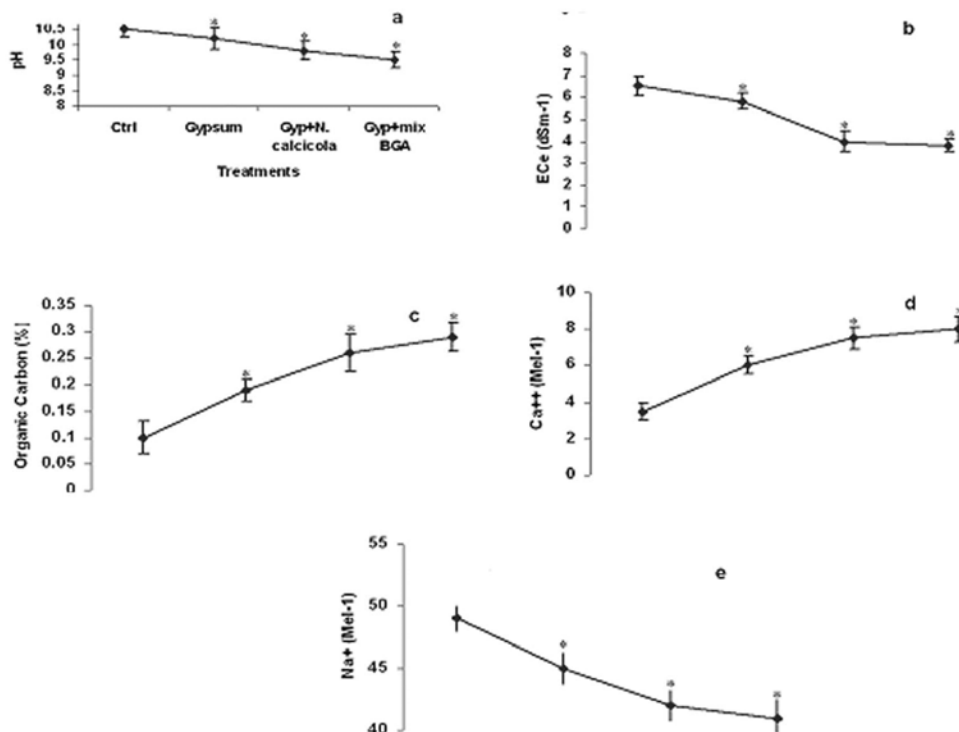 a
10.5
10
9.5
9
8.5
8
pH
Ctrl
Gypsum
Gyp+N. calcicola
Gyp+mix BGA
Treatments
b
8
7
6
5
4
3
2
1
0
ECe (dSm-1)
c
0.35
0.3
0.25
0.2
0.15
0.1
0.05
0
Organic Carbon (%)
d
10
8
6
4
2
0
Ca++ (Mel-1)
e
55
50
45
40
Na+ (Mel-1)